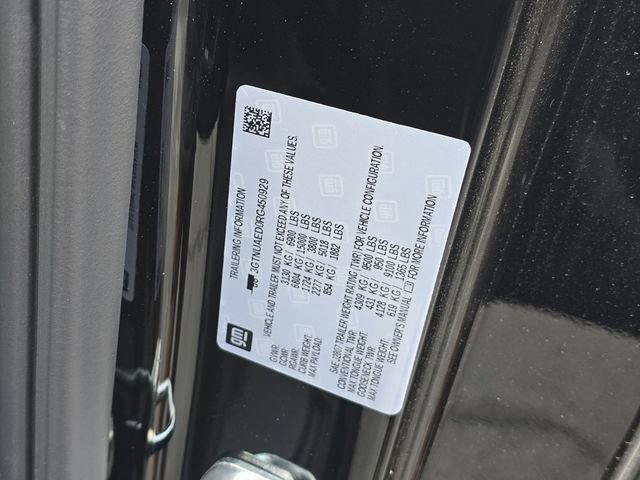 TRAILERING INFORMATION
3GTNUAED0RG450929
VEHICLE AND TRAILER MUST NOT EXCEED ANY OF THESE VALUES.
GVWR: 3130 KG / 6900 LBS
GCWR: 6804 KG / 15000 LBS
RGAWR: 1724 KG / 3800 LBS
CURB WEIGHT: 2277 KG / 5018 LBS
MAX PAYLOAD: 854 KG / 1882 LBS
SAE J2807 TRAILER WEIGHT RATING (TWR) FOR VEHICLE CONFIGURATION.
CONVENTIONAL TWR: 4309 KG / 9500 LBS
MAX TONGUE WEIGHT: 431 KG / 950 LBS
GOOSENECK TWR: 4128 KG / 9100 LBS
MAX TONGUE WEIGHT: 619 KG / 1365 LBS
SEE OWNER'S MANUAL FOR MORE INFORMATION
gm